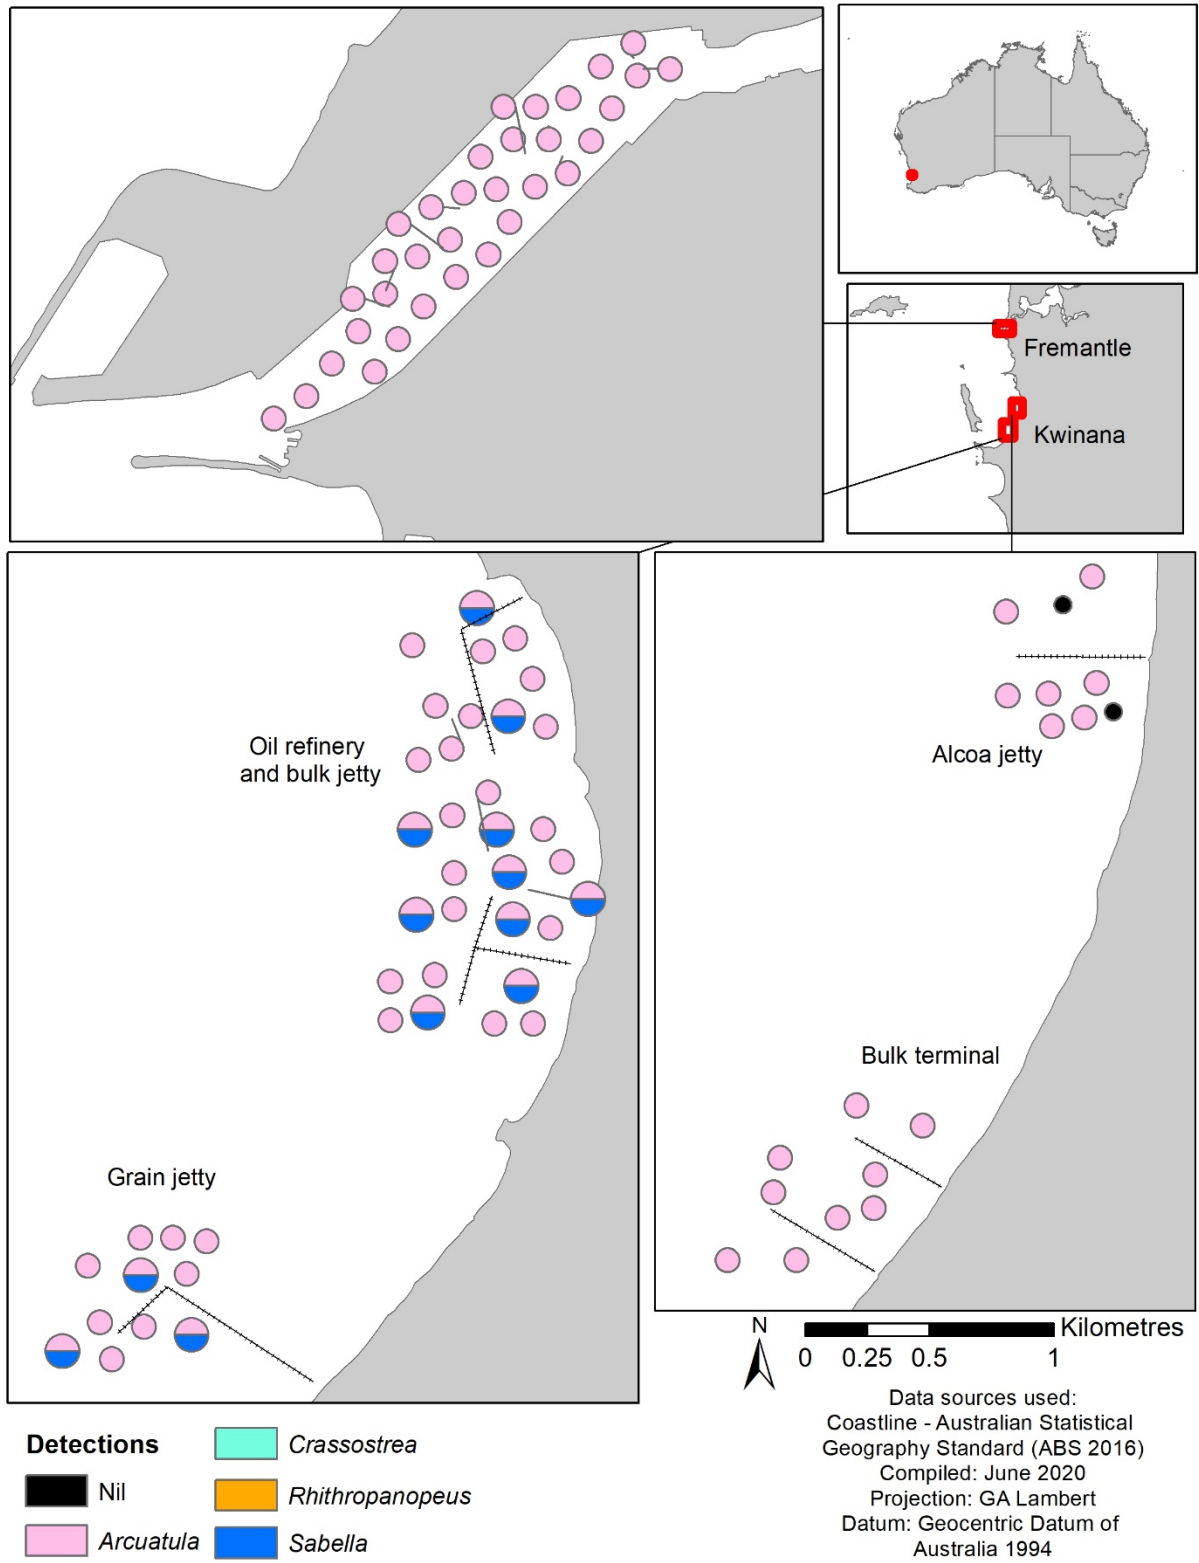 Fremantle
Kwinana
Oil refinery
and bulk jetty
Grain jetty
Alcoa jetty
Bulk terminal
N
Kilometres
0 0.25 0.5 1
Data sources used:
Coastline - Australian Statistical
Geography Standard (ABS 2016)
Compiled: June 2020
Projection: GA Lambert
Datum: Geocentric Datum of
Australia 1994
Detections
Nil
Arcuatula
Crassostrea
Rhithropanopeus
Sabella